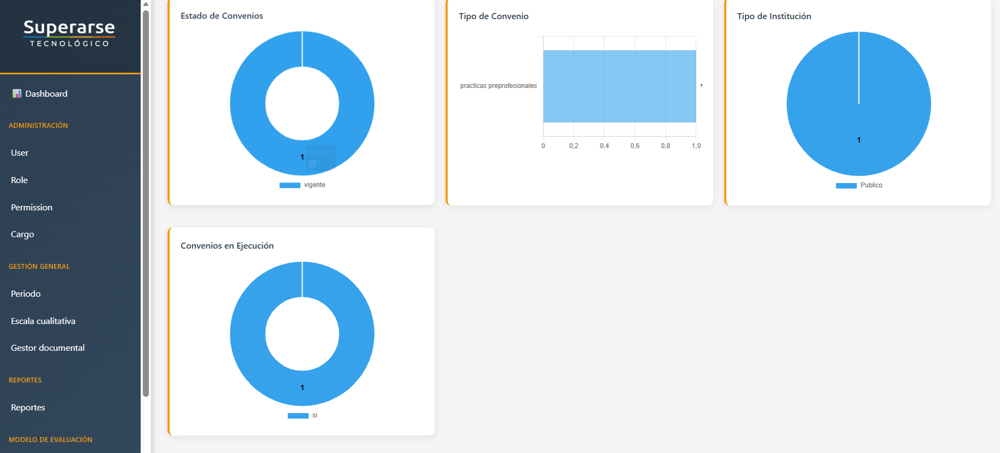 Superarse
TECNOLÓGICO
Dashboard
ADMINISTRACIÓN
User
Role
Permission
Cargo
GESTIÓN GENERAL
Periodo
Escala cualitativa
Gestor documental
REPORTES
Reportes
MODELO DE EVALUACIÓN
Estado de Convenios
1
vigente
1
vigente
Tipo de Convenio
practicas preprofesionales
1
0 0,2 0,4 0,6 0,8 1,0
Tipo de Institución
1
Publico
Convenios en Ejecución
1
si